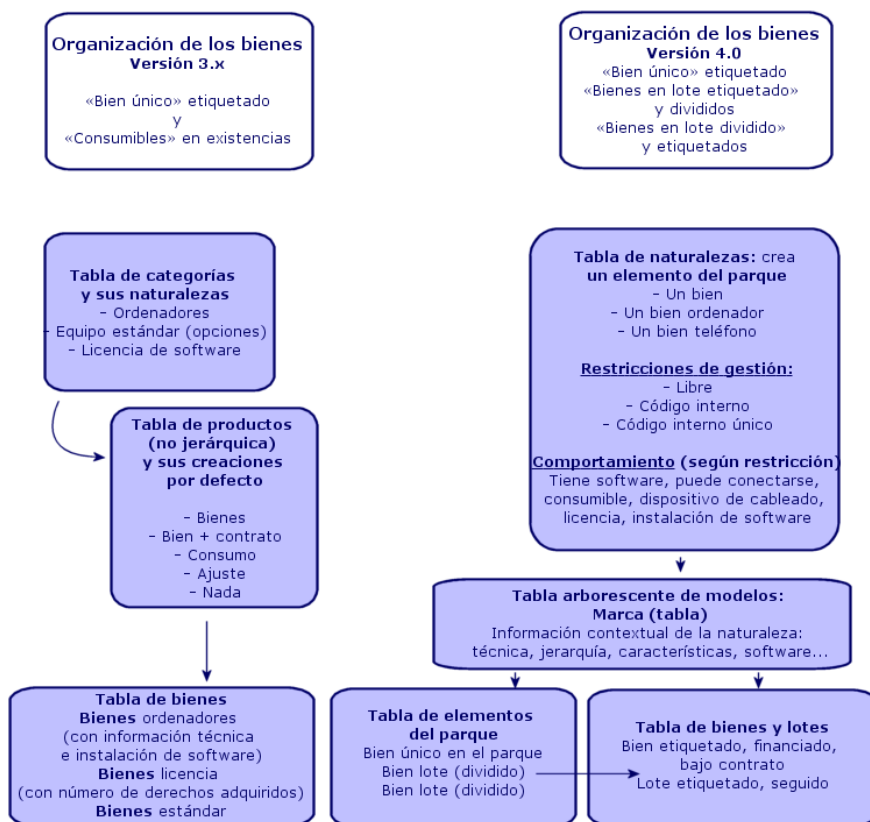 Organización de los bienes
Versión 3.x
«Bien único» etiquetado
y
«Consumibles» en existencias
Organización de los bienes
Versión 4.0
«Bien único» etiquetado
«Bienes en lote etiquetado»
y divididos
«Bienes en lote dividido»
y etiquetados
Tabla de categorías
y sus naturalezas
– Ordenadores
– Equipo estándar (opciones)
– Licencia de software
Tabla de productos
(no jerárquica)
y sus creaciones
por defecto
– Bienes
– Bien + contrato
– Consumo
– Ajuste
– Nada
Tabla de bienes
Bienes ordenadores
(con información técnica
e instalación de software)
Bienes licencia
(con número de derechos adquiridos)
Bienes estándar
Tabla de naturalezas: crea
un elemento del parque
– Un bien
– Un bien ordenador
– Un bien teléfono
Restricciones de gestión:
– Libre
– Código interno
– Código interno único
Comportamiento (según restricción)
Tiene software, puede conectarse,
consumible, dispositivo de cableado,
licencia, instalación de software
Tabla arborescente de modelos:
Marca (tabla)
Información contextual de la naturaleza:
técnica, jerarquía, características, software...
Tabla de elementos
del parque
Bien único en el parque
Bien lote (dividido)
Bien lote (dividido)
Tabla de bienes y lotes
Bien etiquetado, financiado,
bajo contrato
Lote etiquetado, seguido